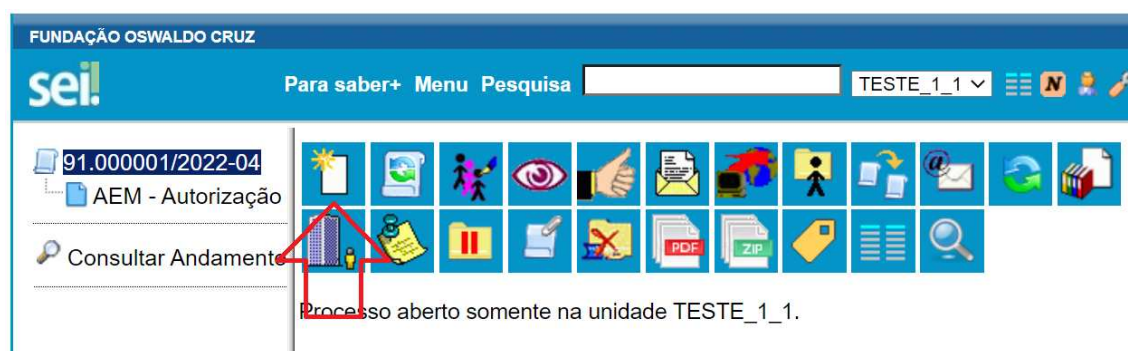 FUNDAÇÃO OSWALDO CRUZ
sei!
Para saber+ Menu Pesquisa
TESTE_1_1
N
91.000001/2022-04
AEM - Autorização
Consultar Andamento
@
PDF
ZIP
Processo aberto somente na unidade TESTE_1_1.